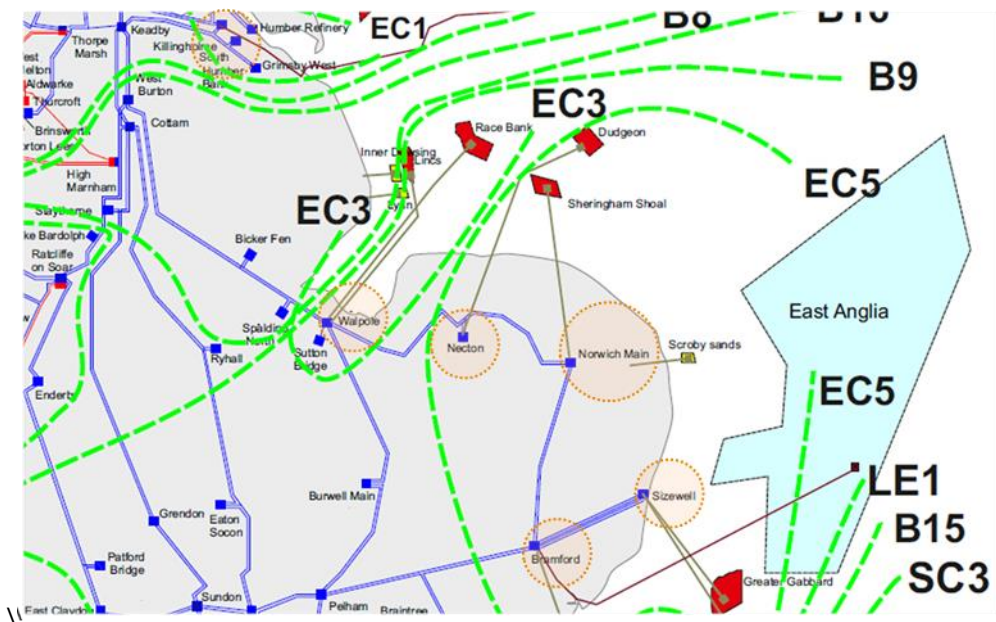 Keadby
Humber Refinery
EC1
B8
B10
Thorpe
Marsh
Killingholme
South
Humber
Bank
Grimsby West
B9
Aldwarke
Thurcroft
West
Burton
Cottam
EC3
Race Bank
Dudgeon
Inner Dowsing
Lincs
Lynn
High
Marnham
Staythorpe
Sheringham Shoal
EC5
EC3
Ratcliffe
on Soar
Bicker Fen
East Anglia
Spalding
North
Walpole
Sutton
Bridge
Necton
Norwich Main
Scroby sands
Ryhall
Enderby
EC5
LE1
Burwell Main
Sizewell
Grendon
Eaton
Socon
B15
Bramford
Patford
Bridge
Greater Gabbard
SC3
Sundon
Pelham
Braintree
East Claydon